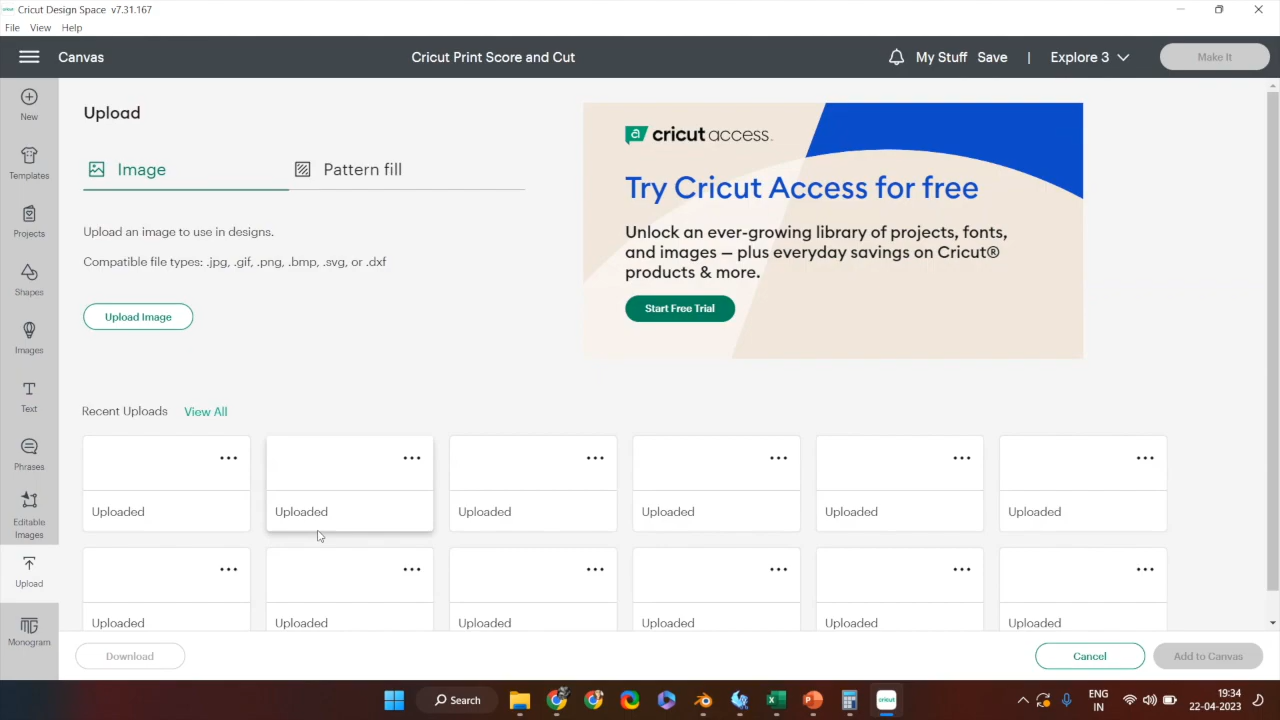 Cricut Design Space v7.31.167
File View Help
Canvas
Cricut Print Score and Cut
My Stuff Save | Explore 3
Make It
New
Templates
Projects
Shapes
Images
Text
Phrases
Editable
Images
Upload
Monogram
Upload
Image
Pattern fill
Upload an image to use in designs.
Compatible file types: .jpg, .gif, .png, .bmp, .svg, or .dxf
Upload Image
cricut access.
Try Cricut Access for free
Unlock an ever-growing library of projects, fonts,
and images – plus everyday savings on Cricut®
products & more.
Start Free Trial
Recent Uploads View All
Uploaded Uploaded Uploaded Uploaded Uploaded Uploaded
Uploaded Uploaded Uploaded Uploaded Uploaded Uploaded
Download
Cancel
Add to Canvas
Search
cricut
ENG
IN
19:34
22-04-2023